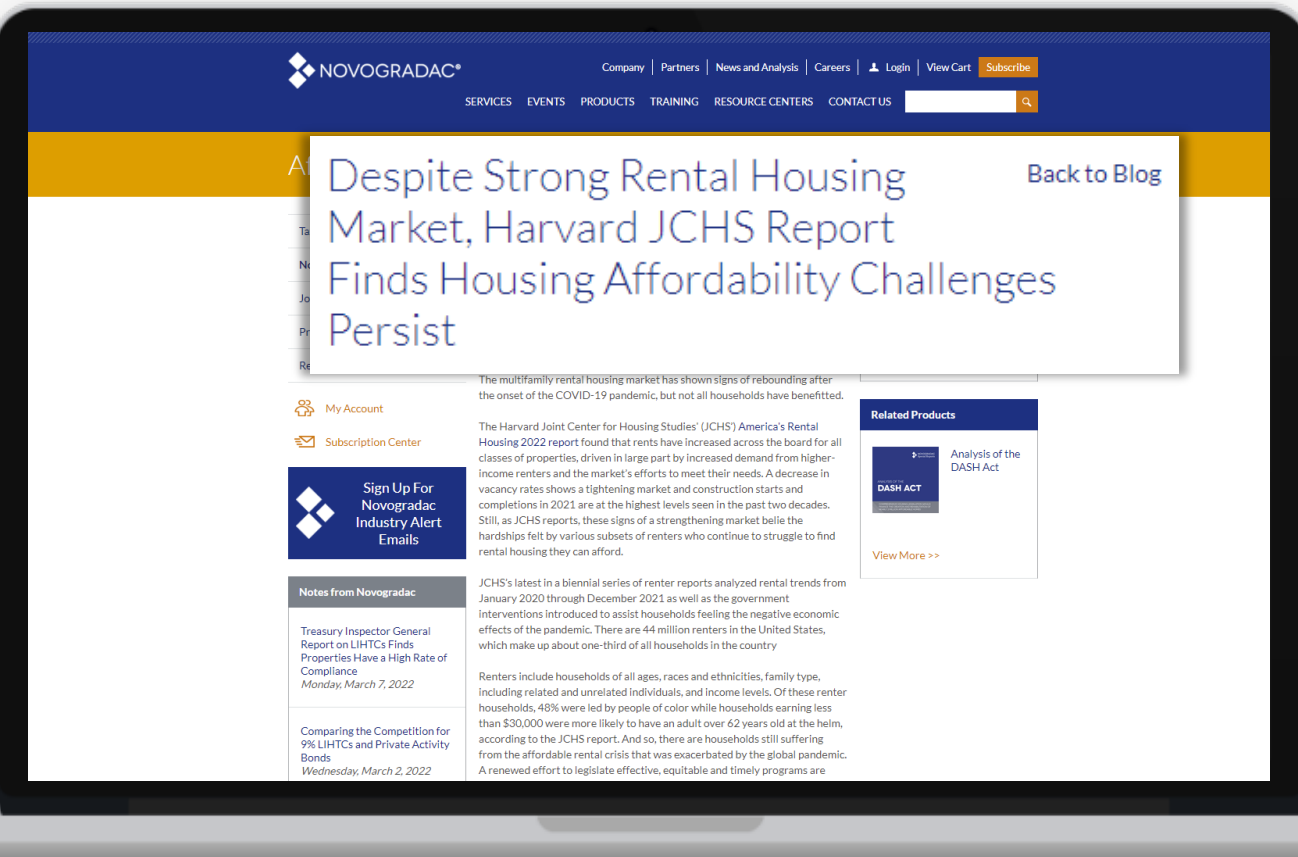 NOVOGRADAC®
Company | Partners | News and Analysis | Careers | Login | View Cart Subscribe
SERVICES EVENTS PRODUCTS TRAINING RESOURCE CENTERS CONTACT US
Despite Strong Rental Housing
Market, Harvard JCHS Report
Finds Housing Affordability Challenges
Persist
Back to Blog
My Account
Subscription Center
Sign Up For
Novogradac
Industry Alert
Emails
Notes from Novogradac
Treasury Inspector General
Report on LIHTCs Finds
Properties Have a High Rate of
Compliance
Monday, March 7, 2022
Comparing the Competition for
9% LIHTCs and Private Activity
Bonds
Wednesday, March 2, 2022
The multifamily rental housing market has shown signs of rebounding after
the onset of the COVID-19 pandemic, but not all households have benefitted.
The Harvard Joint Center for Housing Studies' (JCHS') America's Rental
Housing 2022 report found that rents have increased across the board for all
classes of properties, driven in large part by increased demand from higher-
income renters and the market's efforts to meet their needs. A decrease in
vacancy rates shows a tightening market and construction starts and
completions in 2021 are at the highest levels seen in the past two decades.
Still, as JCHS reports, these signs of a strengthening market belie the
hardships felt by various subsets of renters who continue to struggle to find
rental housing they can afford.
JCHS's latest in a biennial series of renter reports analyzed rental trends from
January 2020 through December 2021 as well as the government
interventions introduced to assist households feeling the negative economic
effects of the pandemic. There are 44 million renters in the United States,
which make up about one-third of all households in the country
Renters include households of all ages, races and ethnicities, family type,
including related and unrelated individuals, and income levels. Of these renter
households, 48% were led by people of color while households earning less
than $30,000 were more likely to have an adult over 62 years old at the helm,
according to the JCHS report. And so, there are households still suffering
from the affordable rental crisis that was exacerbated by the global pandemic.
A renewed effort to legislate effective, equitable and timely programs are
Related Products
DASH ACT
Analysis of the
DASH Act
View More >>